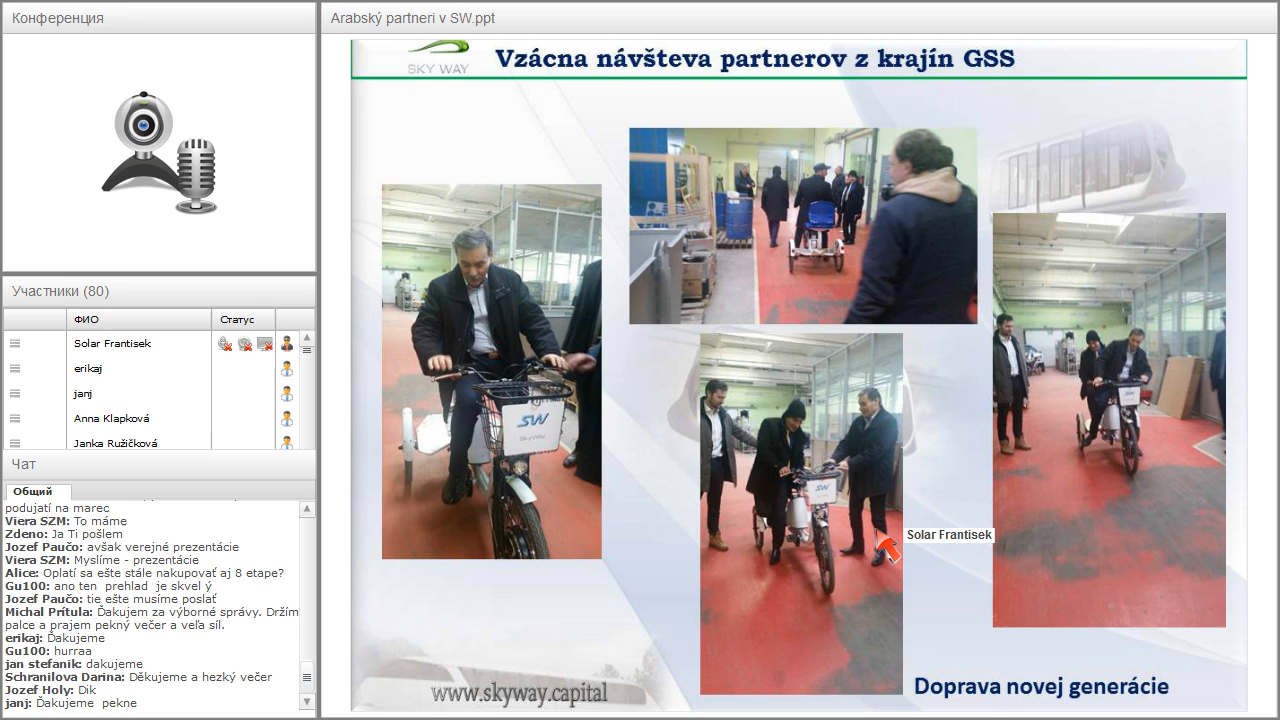 Конференция
Участники (80)
ФИО
Статус
Solar Frantisek
erikaj
janj
Anna Klapková
Janka Ružičková
Чат
Общий
podujatí na marec
Viera SZM: To máme
Zdeno: Ja Ti pošlem
Jozef Paučo: avšak verejné prezentácie
Viera SZM: Myslíme - prezentácie
Alice: Oplatí sa ešte stále nakupovať aj 8 etape?
Gu100: ano ten prehlad je skvel ý
Jozef Paučo: tie ešte musíme poslať
Michal Prítula: Ďakujem za výborné správy. Držím
palce a prajem pekný večer a veľa síl.
erikaj: Ďakujeme
Gu100: hurraa
jan stefanik: dakujeme
Schranilova Darina: Děkujeme a hezký večer
Jozef Holy: Dik
janj: Ďakujeme pekne
Arabský partneri v SW.ppt
SKY WAY
Vzácna návšteva partnerov z krajín GSS
SW
SkyWay
SW
SW
Solar Frantisek
www.skyway.capital
Doprava novej generácie